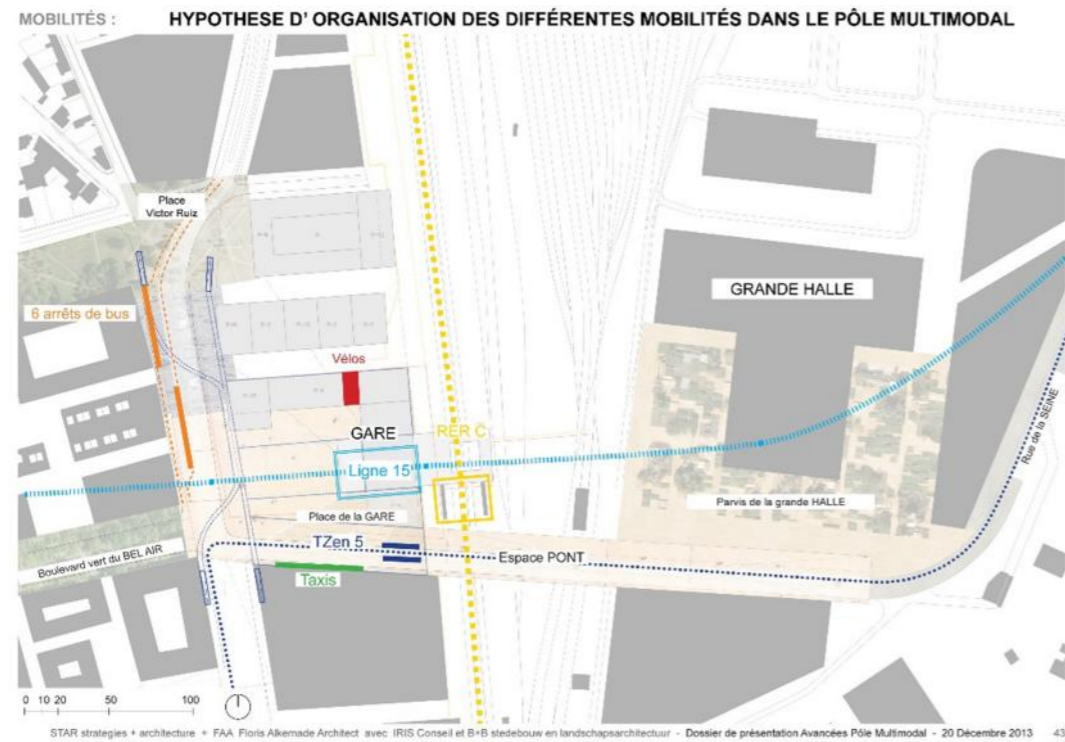 MOBILITÉS :
HYPOTHESE D' ORGANISATION DES DIFFÉRENTES MOBILITÉS DANS LE PÔLE MULTIMODAL
Place
Victor Ruiz
6 arrêts de bus
GRANDE HALLE
Vélos
GARE
RER C
Ligne 15
Rue de la SEINE
Parvis de la grande HALLE
Place de la GARE
TZen 5
Espace PONT
Boulevard vert du BEL AIR
Taxis
0 10 20 50 100
STAR strategies + architecture + FAA Floris Alkemade Architect avec IRIS Conseil et B+B stedebouw en landschapsarchitectuur - Dossier de présentation Avancées Pôle Multimodal - 20 Décembre 2013 43